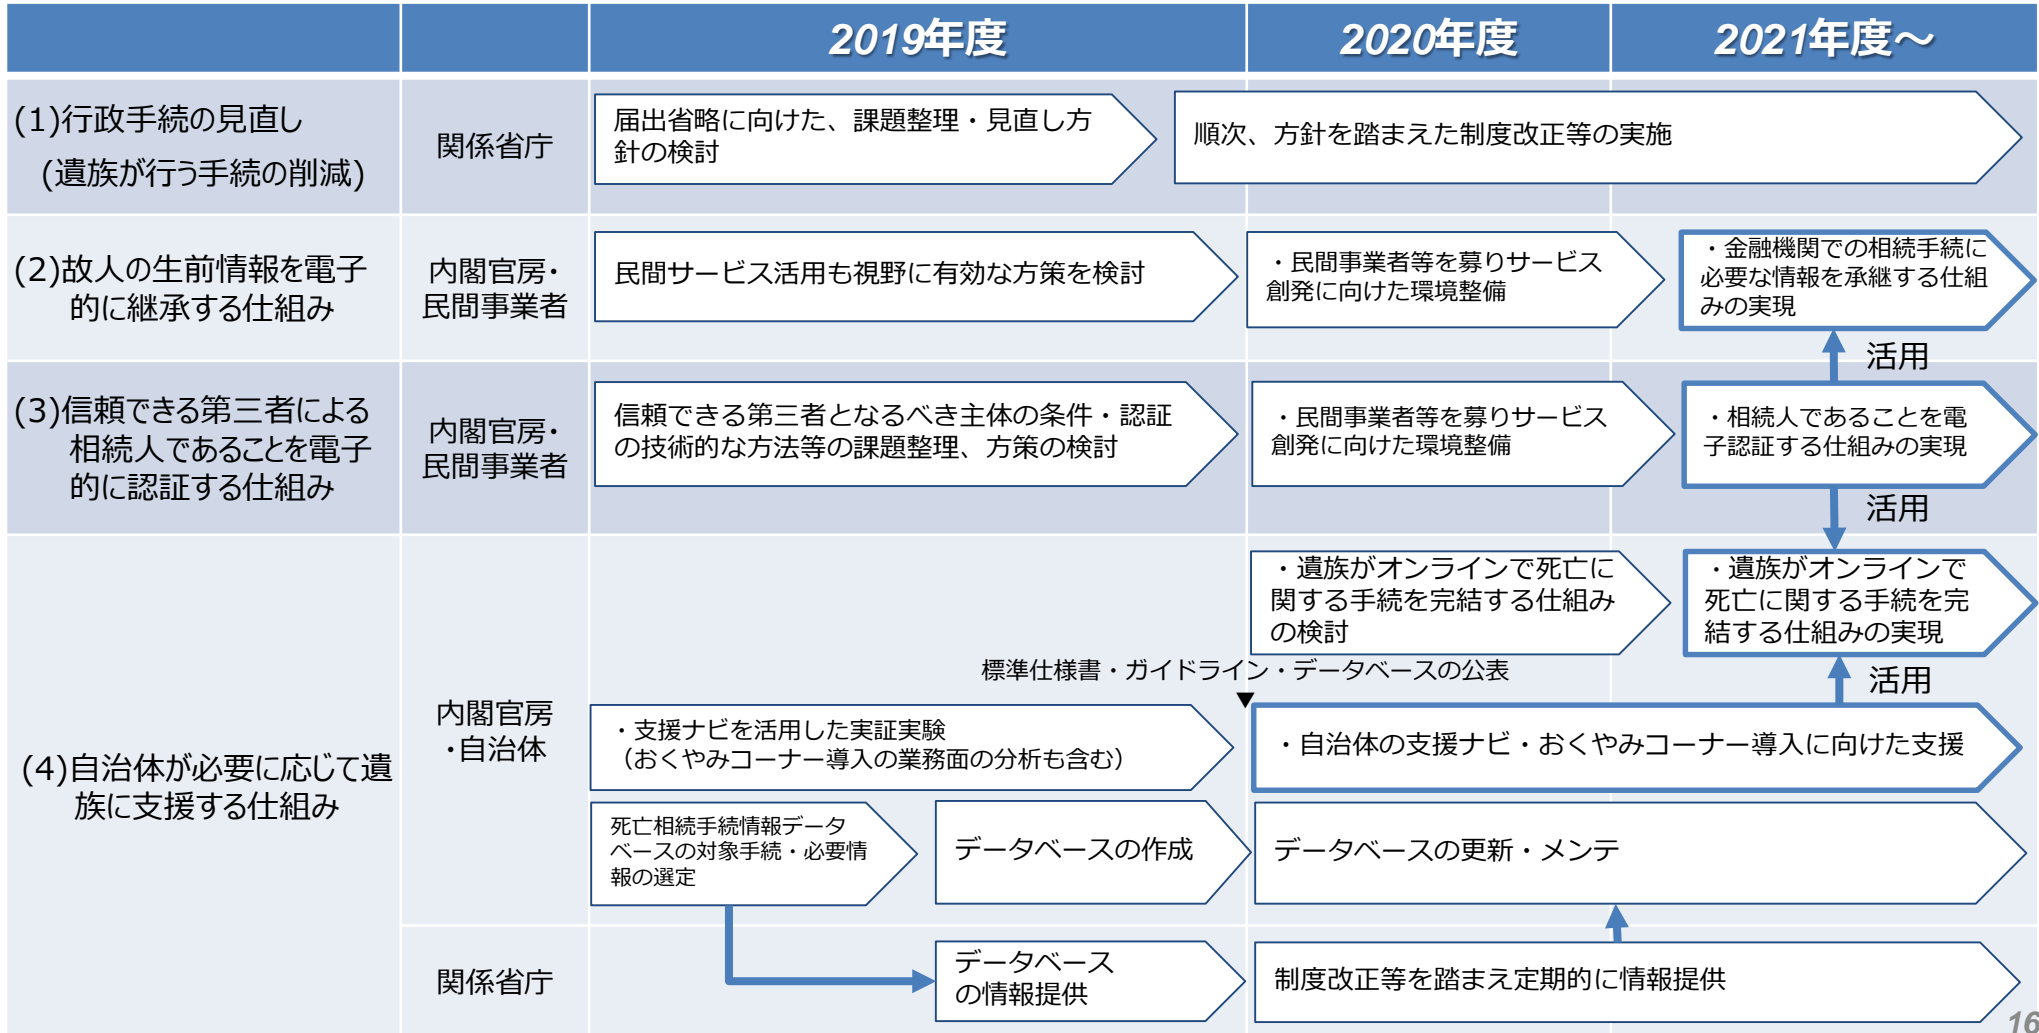 2019年度
2020年度
2021年度～
(1)行政手続の見直し
(遺族が行う手続の削減)
関係省庁
届出省略に向けた、課題整理・見直し方
針の検討
順次、方針を踏まえた制度改正等の実施
(2)故人の生前情報を電子
的に継承する仕組み
内閣官房・
民間事業者
民間サービス活用も視野に有効な方策を検討
・民間事業者等を募りサービス
創発に向けた環境整備
・金融機関での相続手続に
必要な情報を承継する仕組
みの実現
活用
(3)信頼できる第三者による
相続人であることを電子
的に認証する仕組み
内閣官房・
民間事業者
信頼できる第三者となるべき主体の条件・認証
の技術的な方法等の課題整理、方策の検討
・民間事業者等を募りサービス
創発に向けた環境整備
・相続人であることを電
子認証する仕組みの実現
活用
(4)自治体が必要に応じて遺
族に支援する仕組み
内閣官房
・自治体
・遺族がオンラインで死亡に
関する手続を完結する仕組み
の検討
・遺族がオンラインで
死亡に関する手続を完
結する仕組みの実現
標準仕様書・ガイドライン・データベースの公表
▼
活用
・支援ナビを活用した実証実験
（おくやみコーナー導入の業務面の分析も含む）
・自治体の支援ナビ・おくやみコーナー導入に向けた支援
死亡相続手続情報データ
ベースの対象手続・必要情
報の選定
データベースの作成
データベースの更新・メンテ
関係省庁
データベース
の情報提供
制度改正等を踏まえ定期的に情報提供
16